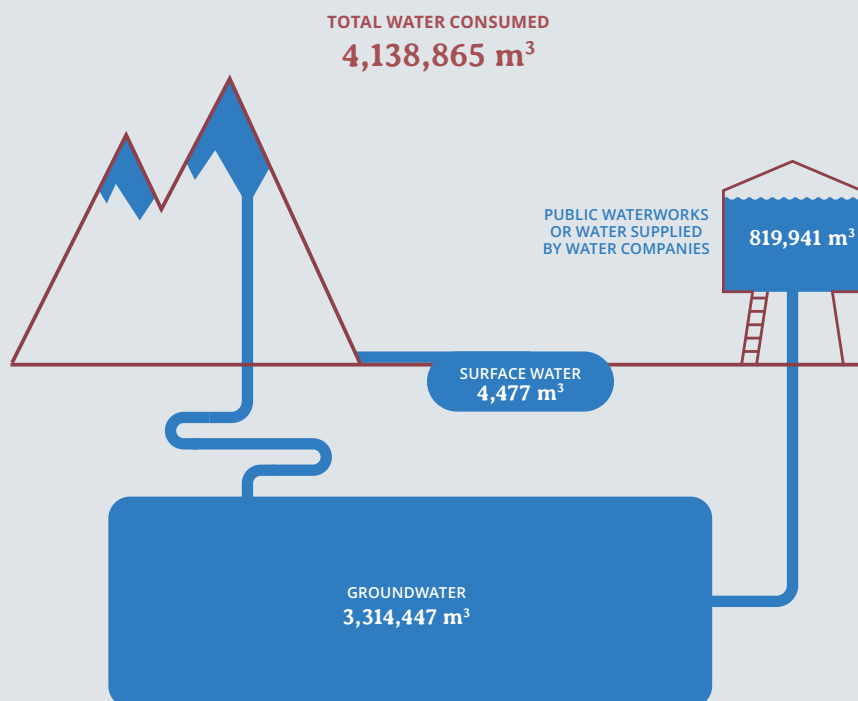 TOTAL WATER CONSUMED
4,138,865 m³
PUBLIC WATERWORKS
OR WATER SUPPLIED
BY WATER COMPANIES
819,941 m³
SURFACE WATER
4,477 m³
GROUNDWATER
3,314,447 m³